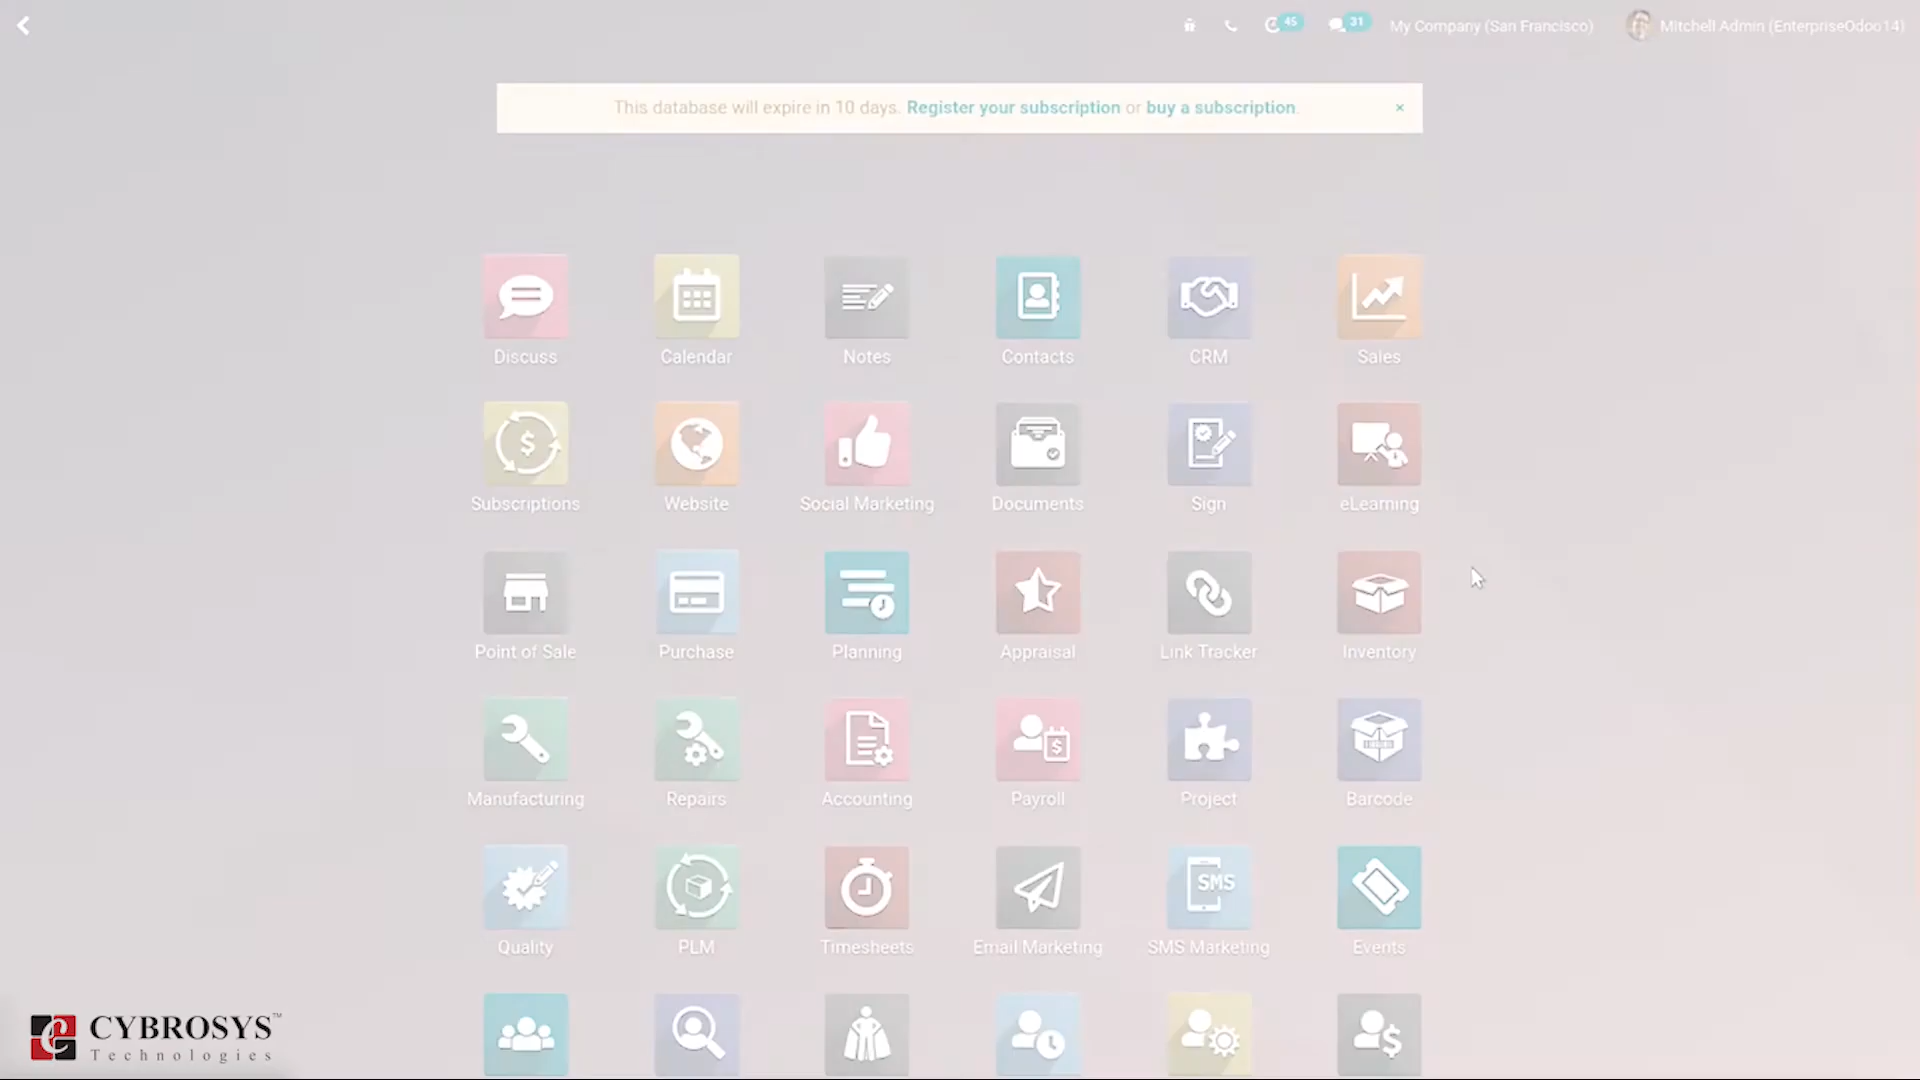 45
31
My Company (San Francisco)
Mitchell Admin (EnterpriseOdoo14)
This database will expire in 10 days. Register your subscription or buy a subscription.
×
Discuss
Calendar
Notes
Contacts
CRM
Sales
Subscriptions
Website
Social Marketing
Documents
Sign
eLearning
Point of Sale
Purchase
Planning
Appraisal
Link Tracker
Inventory
Manufacturing
Repairs
Accounting
Payroll
Project
Barcode
SMS
Quality
PLM
Timesheets
Email Marketing
SMS Marketing
Events
CYBROSYS™
Technologies